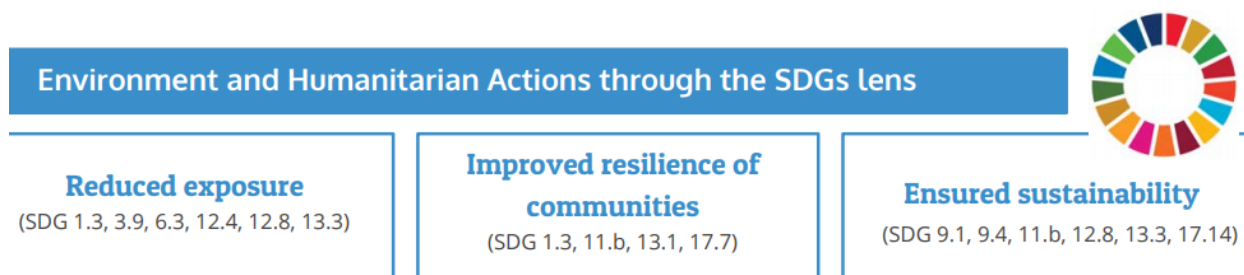 Environment and Humanitarian Actions through the SDGs lens
Reduced exposure
(SDG 1.3, 3.9, 6.3, 12.4, 12.8, 13.3)
Improved resilience of
communities
(SDG 1.3, 11.b, 13.1, 17.7)
Ensured sustainability
(SDG 9.1, 9.4, 11.b, 12.8, 13.3, 17.14)